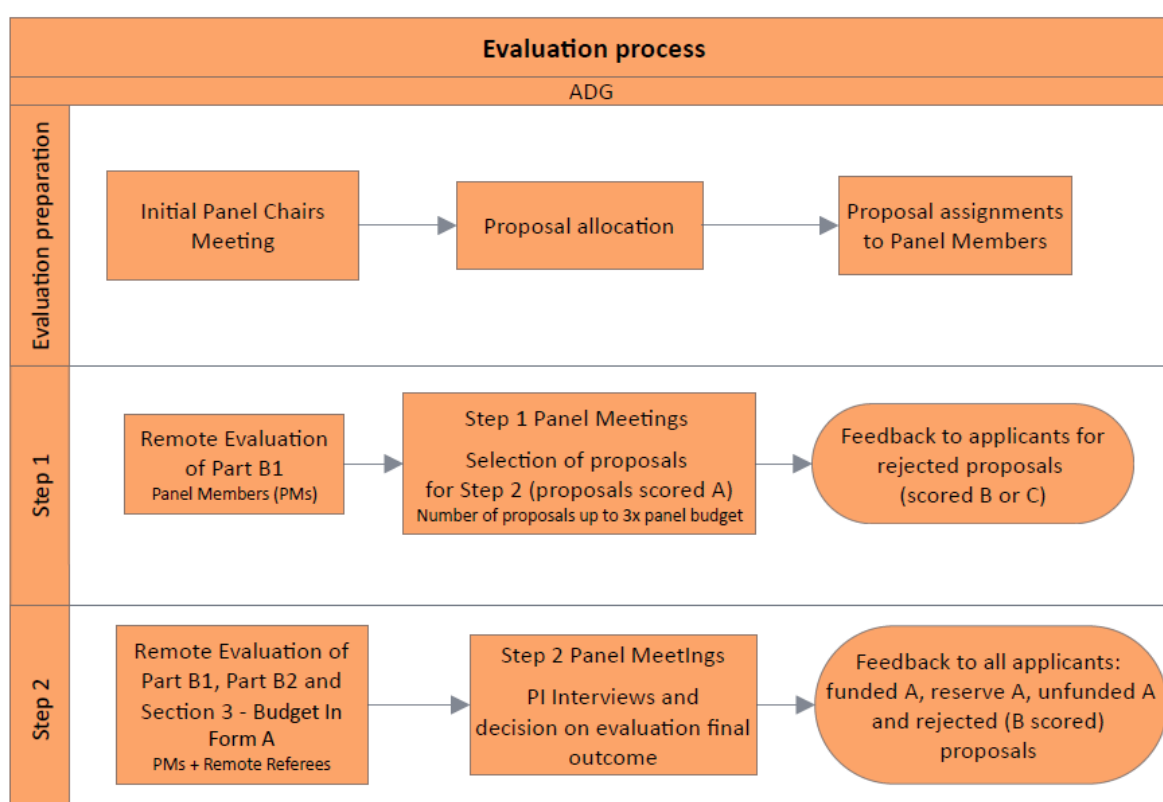 Evaluation process
ADG
Evaluation preparation
Initial Panel Chairs
Meeting
Proposal allocation
Proposal assignments
to Panel Members
Step 1
Remote Evaluation
of Part B1
Panel Members (PMs)
Step 1 Panel Meetings
Selection of proposals
for Step 2 (proposals scored A)
Number of proposals up to 3x panel budget
Feedback to applicants for
rejected proposals
(scored B or C)
Step 2
Remote Evaluation of
Part B1, Part B2 and
Section 3 - Budget In
Form A
PMs + Remote Referees
Step 2 Panel MeetIngs
PI Interviews and
decision on evaluation final
outcome
Feedback to all applicants:
funded A, reserve A, unfunded A
and rejected (B scored)
proposals